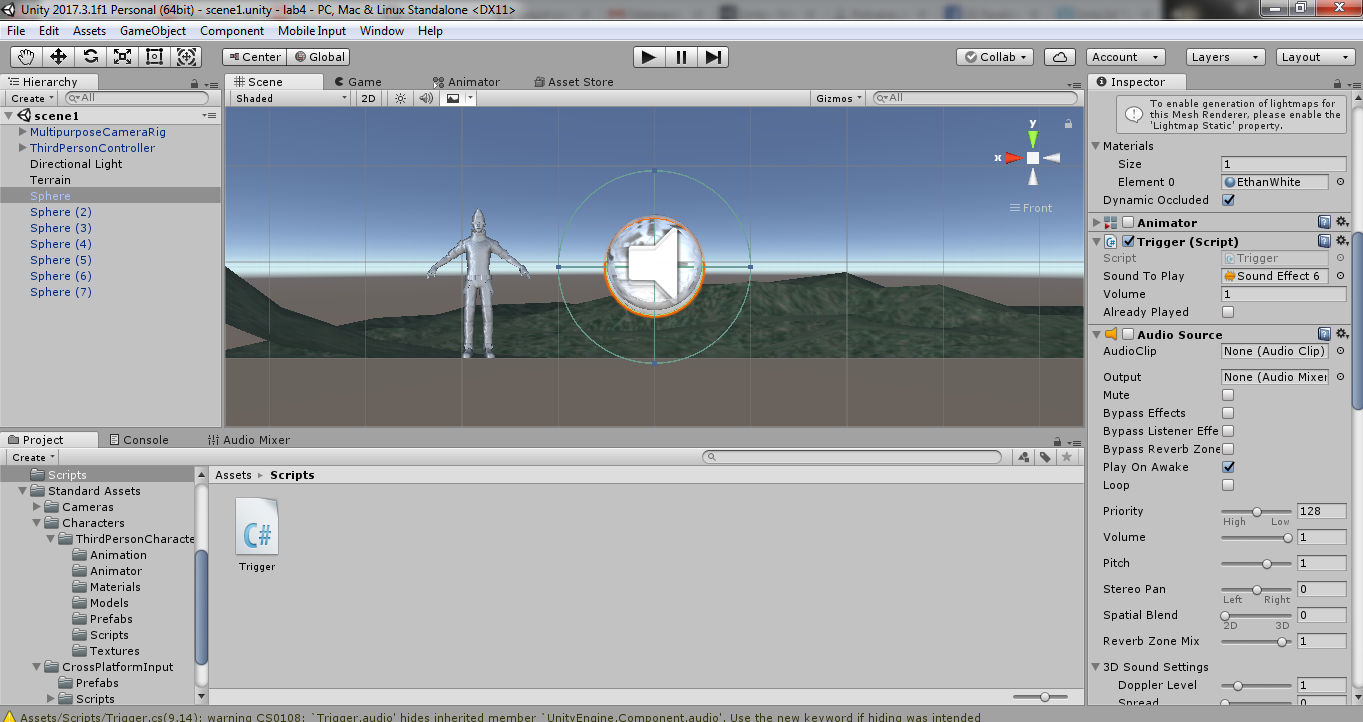 Unity 2017.3.1f1 Personal (64bit) - scene1.unity - lab4 - PC, Mac & Linux Standalone <DX11>
File Edit Assets GameObject Component Mobile Input Window Help
Center Global Collab Account Layers Layout
Hierarchy
Create All
scene1
MultipurposeCameraRig
ThirdPersonController
Directional Light
Terrain
Sphere
Sphere (2)
Sphere (3)
Sphere (4)
Sphere (5)
Sphere (6)
Sphere (7)
Scene Game Animator Asset Store
Shaded 2D Gizmos All
y
x
Front
Inspector
To enable generation of lightmaps for
this Mesh Renderer, please enable the
'Lightmap Static' property.
Materials
Size 1
Element 0 EthanWhite
Dynamic Occluded
Animator
Trigger (Script)
Script Trigger
Sound To Play Sound Effect 6
Volume 1
Already Played
Audio Source
AudioClip None (Audio Clip)
Output None (Audio Mixer
Mute
Bypass Effects
Bypass Listener Effe
Bypass Reverb Zone
Play On Awake
Loop
Priority 128
High Low
Volume 1
Pitch 1
Stereo Pan 0
Left Right
Spatial Blend 0
2D 3D
Reverb Zone Mix 1
3D Sound Settings
Doppler Level 1
Spread 0
Project Console Audio Mixer
Create
Scripts
Standard Assets
Cameras
Characters
ThirdPersonCharacte
Animation
Animator
Materials
Models
Prefabs
Scripts
Textures
CrossPlatformInput
Prefabs
Scripts
Assets Scripts
C#
Trigger
Assets/Scripts/Trigger.cs(9,14): warning CS0108: `Trigger.audio' hides inherited member `UnityEngine.Component.audio'. Use the new keyword if hiding was intended